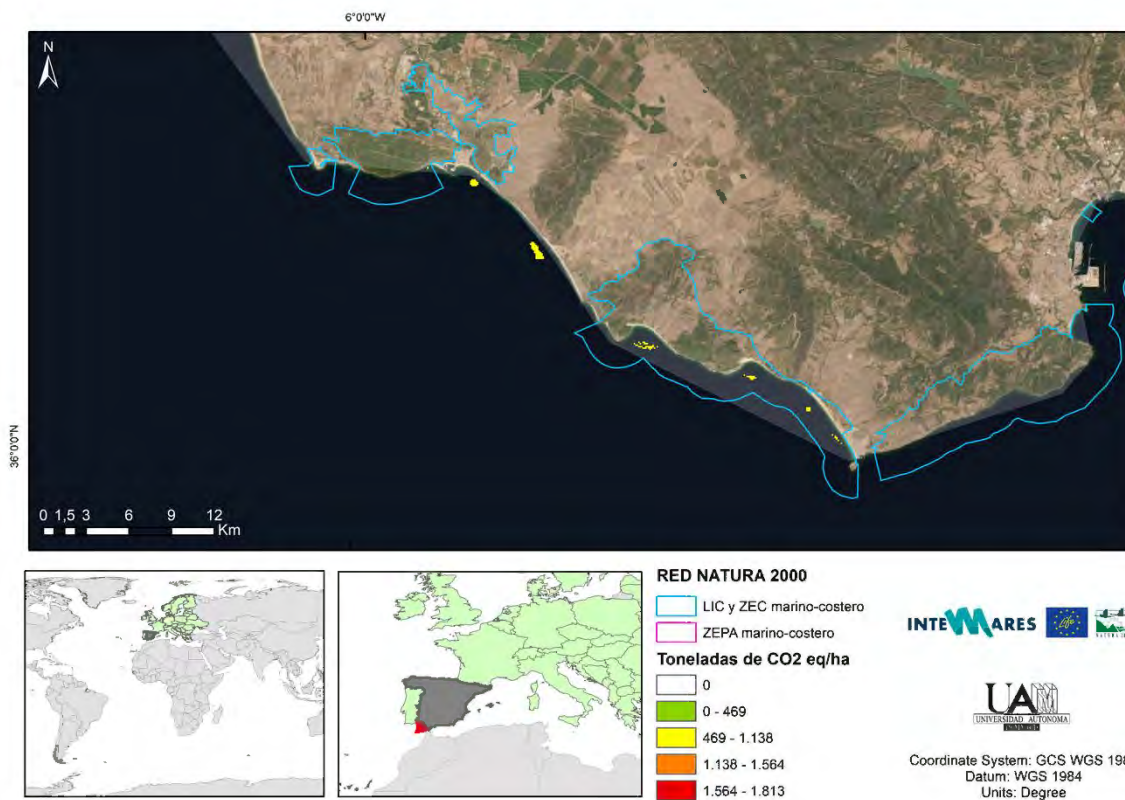 6°0'0"W
N
36°0'0"N
0 1,5 3 6 9 12
Km
RED NATURA 2000
LIC y ZEC marino-costero
ZEPA marino-costero
Toneladas de CO2 eq/ha
0
0 - 469
469 - 1.138
1.138 - 1.564
1.564 - 1.813
INTEMARES
Life
UAM
UNIVERSIDAD AUTONOMA
Coordinate System: GCS WGS 198
Datum: WGS 1984
Units: Degree